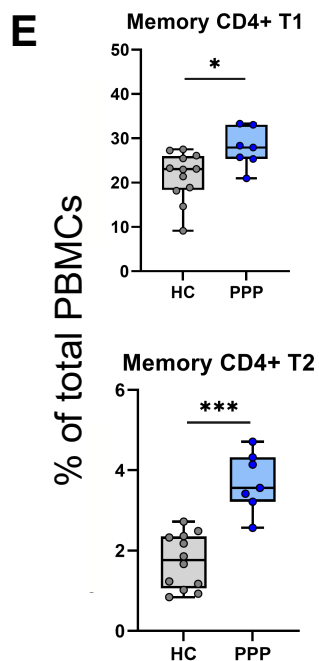 E
Memory CD4+ T1
*
50
40
30
20
10
0
HC PPP
% of total PBMCs
Memory CD4+ T2
***
6
4
2
0
HC PPP